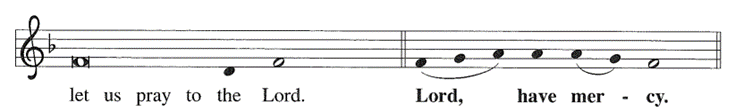 let us pray to the Lord. Lord, have mer - cy.